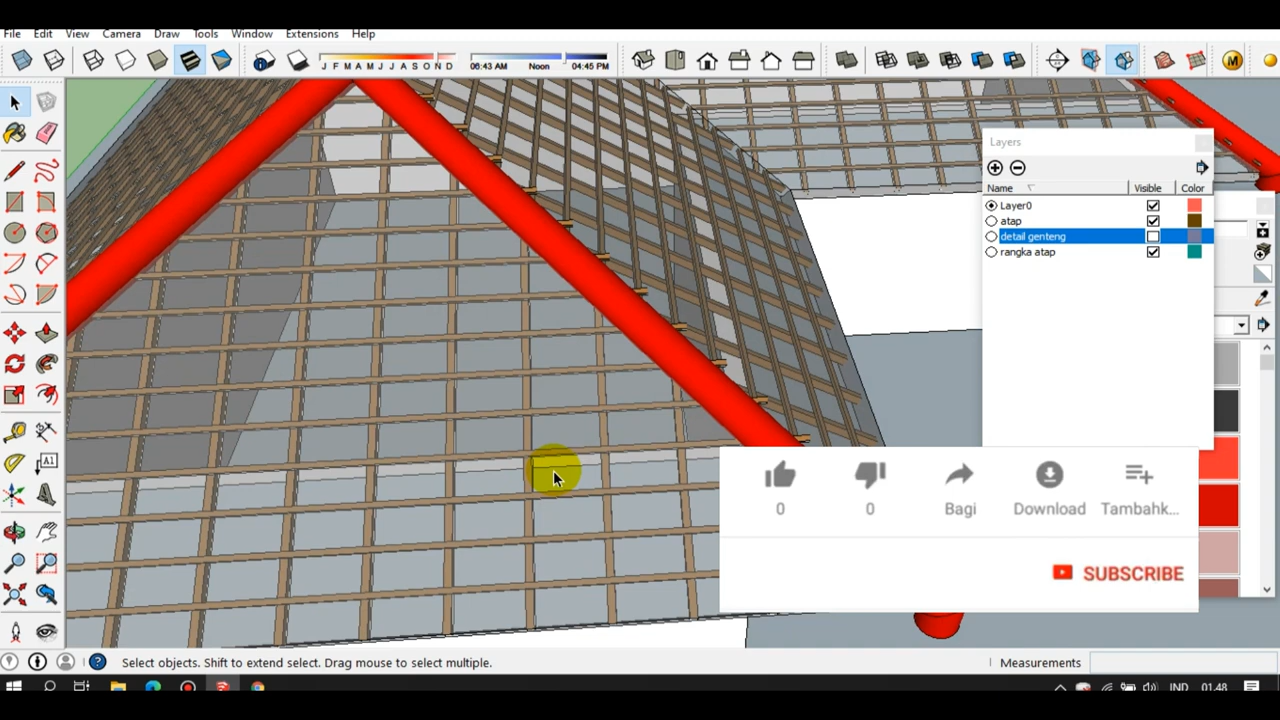 File Edit View Camera Draw Tools Window Extensions Help
J F M A M J J A S O N D 06:43 AM Noon 04:45 PM
M
Layers
Name Visible Color
Layer0
atap
detail genteng
rangka atap
A1
0 0 Bagi Download Tambahk...
SUBSCRIBE
Select objects. Shift to extend select. Drag mouse to select multiple. Measurements
IND 01.48